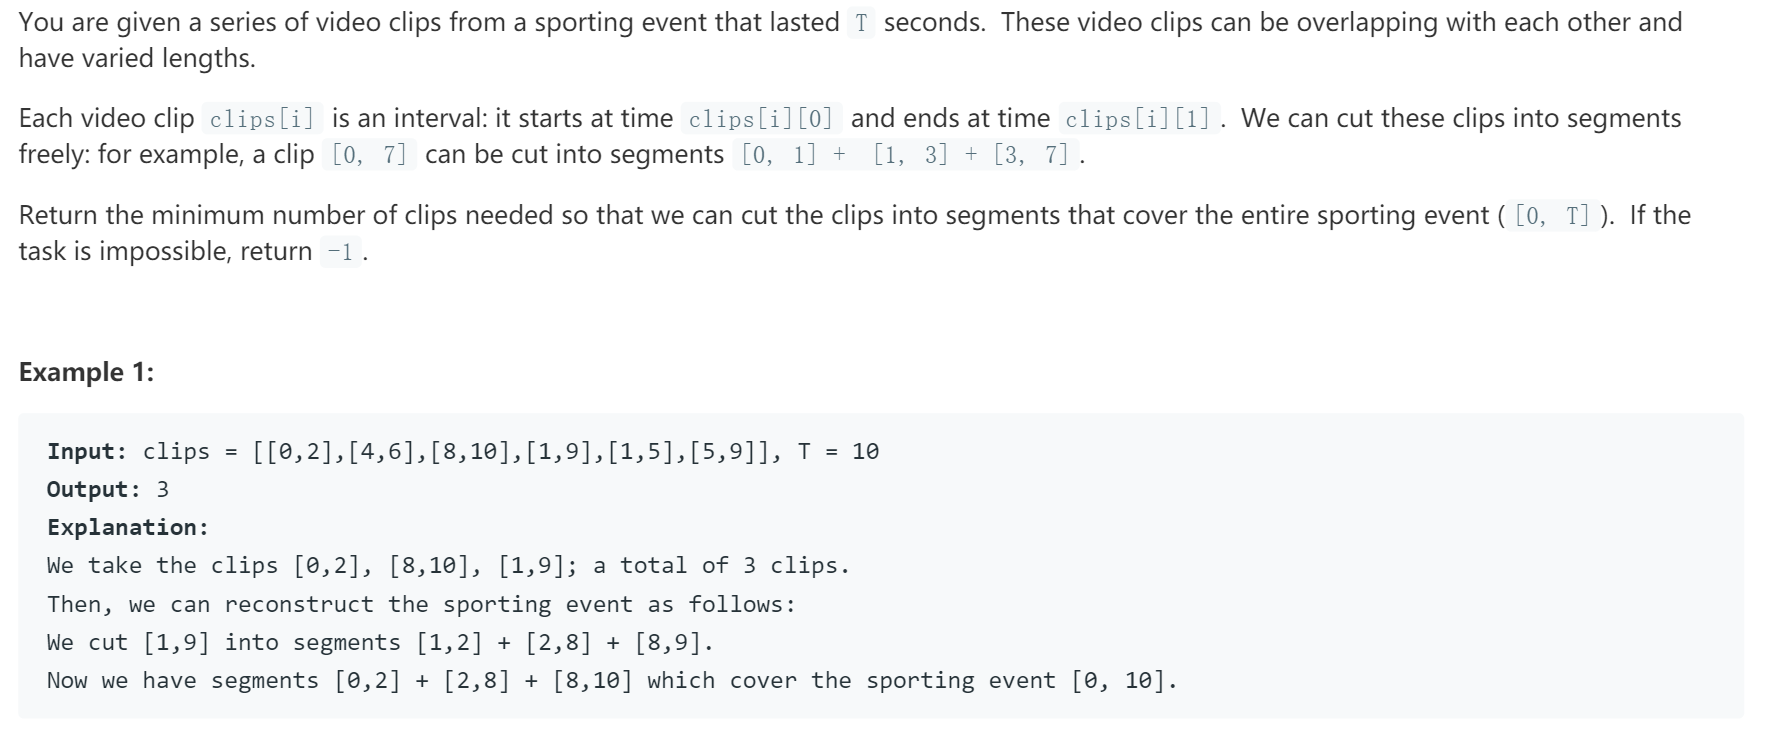 You are given a series of video clips from a sporting event that lasted T seconds. These video clips can be overlapping with each other and
have varied lengths.
Each video clip clips[i] is an interval: it starts at time clips[i][0] and ends at time clips[i][1]. We can cut these clips into segments
freely: for example, a clip [0, 7] can be cut into segments [0, 1] + [1, 3] + [3, 7].
Return the minimum number of clips needed so that we can cut the clips into segments that cover the entire sporting event ([0, T]). If the
task is impossible, return -1.
Example 1:
Input: clips = [[0,2],[4,6],[8,10],[1,9],[1,5],[5,9]], T = 10
Output: 3
Explanation:
We take the clips [0,2], [8,10], [1,9]; a total of 3 clips.
Then, we can reconstruct the sporting event as follows:
We cut [1,9] into segments [1,2] + [2,8] + [8,9].
Now we have segments [0,2] + [2,8] + [8,10] which cover the sporting event [0, 10].